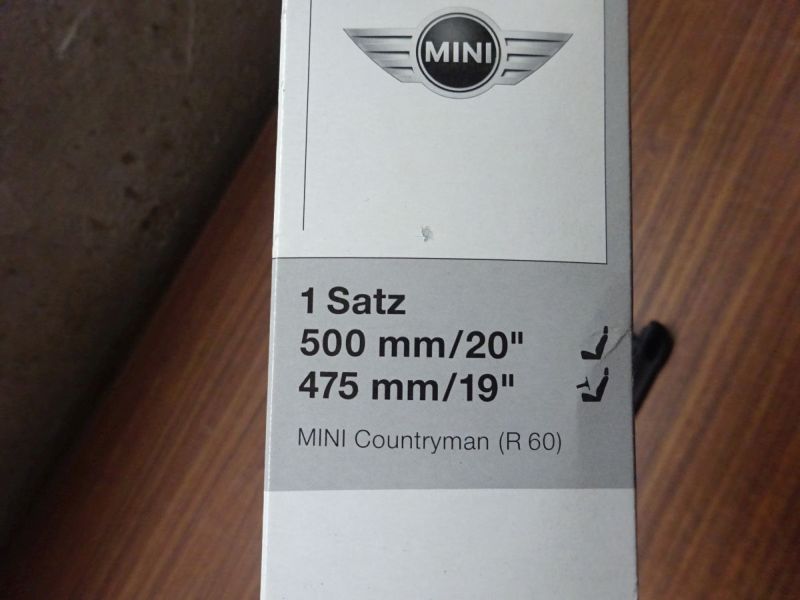 MINI
1 Satz
500 mm/20"
475 mm/19"
MINI Countryman (R 60)